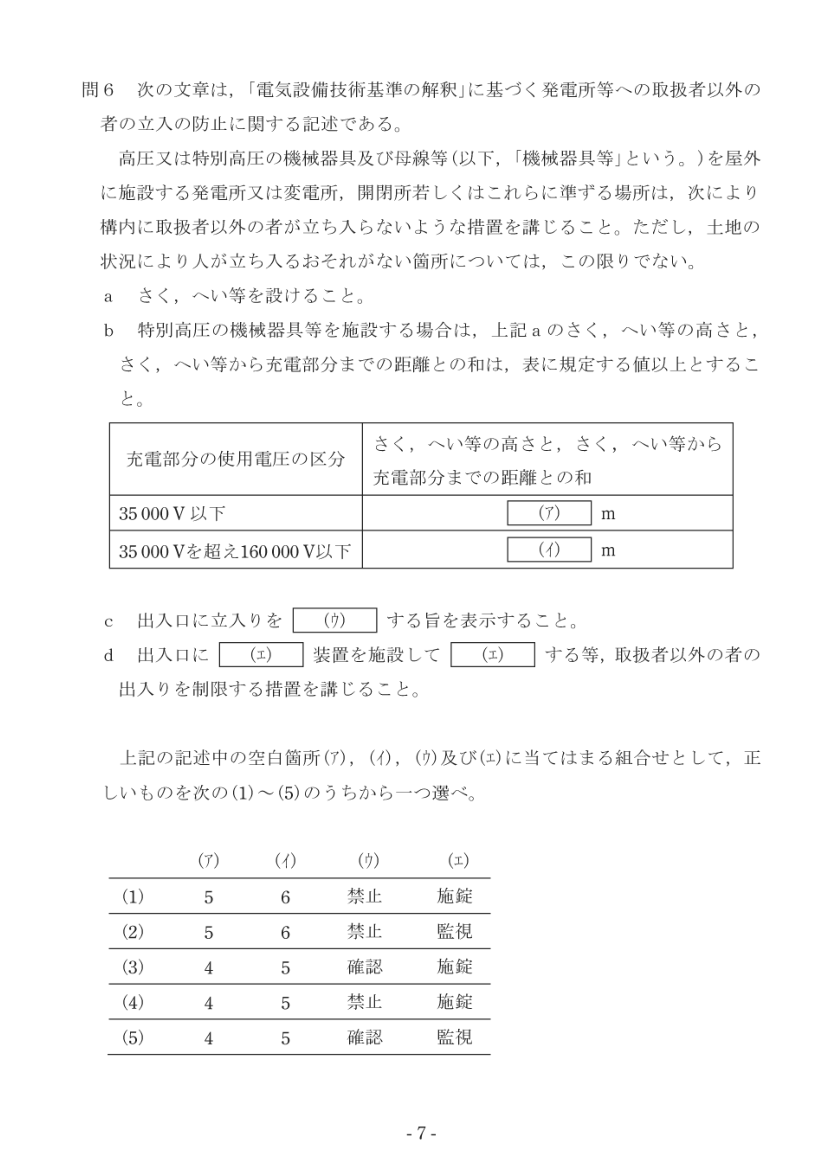 問６　次の文章は，「電気設備技術基準の解釈」に基づく発電所等への取扱者以外の
者の立入の防止に関する記述である。
高圧又は特別高圧の機械器具及び母線等(以下，「機械器具等」という。)を屋外
に施設する発電所又は変電所，開閉所若しくはこれらに準ずる場所は，次により
構内に取扱者以外の者が立ち入らないような措置を講じること。ただし，土地の
状況により人が立ち入るおそれがない箇所については，この限りでない。
a　さく，へい等を設けること。
b　特別高圧の機械器具等を施設する場合は，上記 a のさく，へい等の高さと，
さく，へい等から充電部分までの距離との和は，表に規定する値以上とするこ
と。
充電部分の使用電圧の区分
さく，へい等の高さと，さく，へい等から
充電部分までの距離との和
35 000 V 以下　(ｱ)　m
35 000 Vを超え160 000 V以下　(ｲ)　m
c　出入口に立入りを　(ｳ)　する旨を表示すること。
d　出入口に　(ｴ)　装置を施設して　(ｴ)　する等，取扱者以外の者の
出入りを制限する措置を講じること。
上記の記述中の空白箇所(ｱ)，(ｲ)，(ｳ)及び(ｴ)に当てはまる組合せとして，正
しいものを次の(1)～(5)のうちから一つ選べ。
(ｱ)　(ｲ)　(ｳ)　(ｴ)
(1)　5　6　禁止　施錠
(2)　5　6　禁止　監視
(3)　4　5　確認　施錠
(4)　4　5　禁止　施錠
(5)　4　5　確認　監視
- 7 -